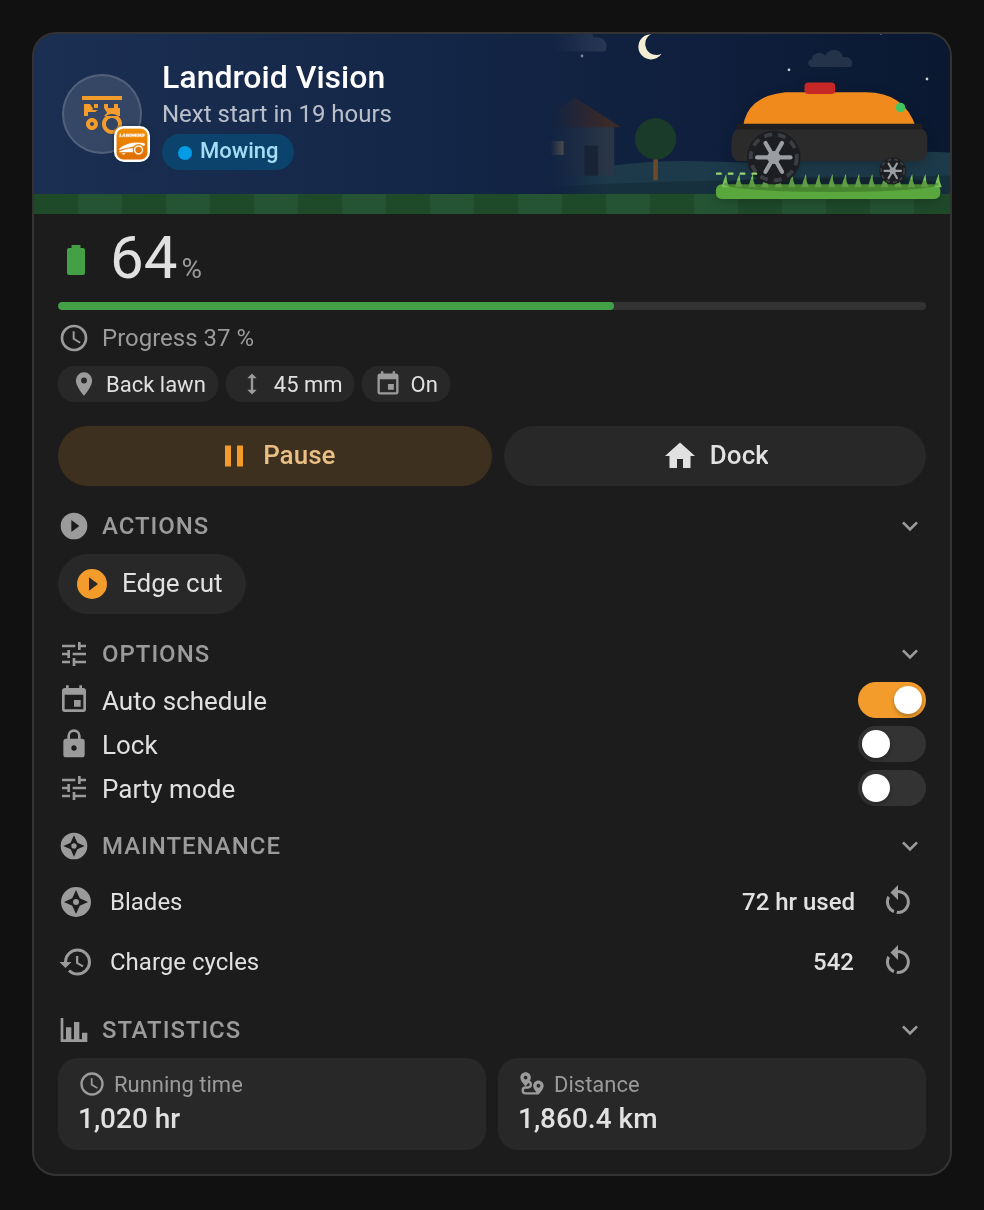 Landroid Vision
Next start in 19 hours
LANDROID
Mowing
64 %
Progress 37 %
Back lawn
45 mm
On
Pause
Dock
ACTIONS
Edge cut
OPTIONS
Auto schedule
Lock
Party mode
MAINTENANCE
Blades
72 hr used
Charge cycles
542
STATISTICS
Running time
1,020 hr
Distance
1,860.4 km